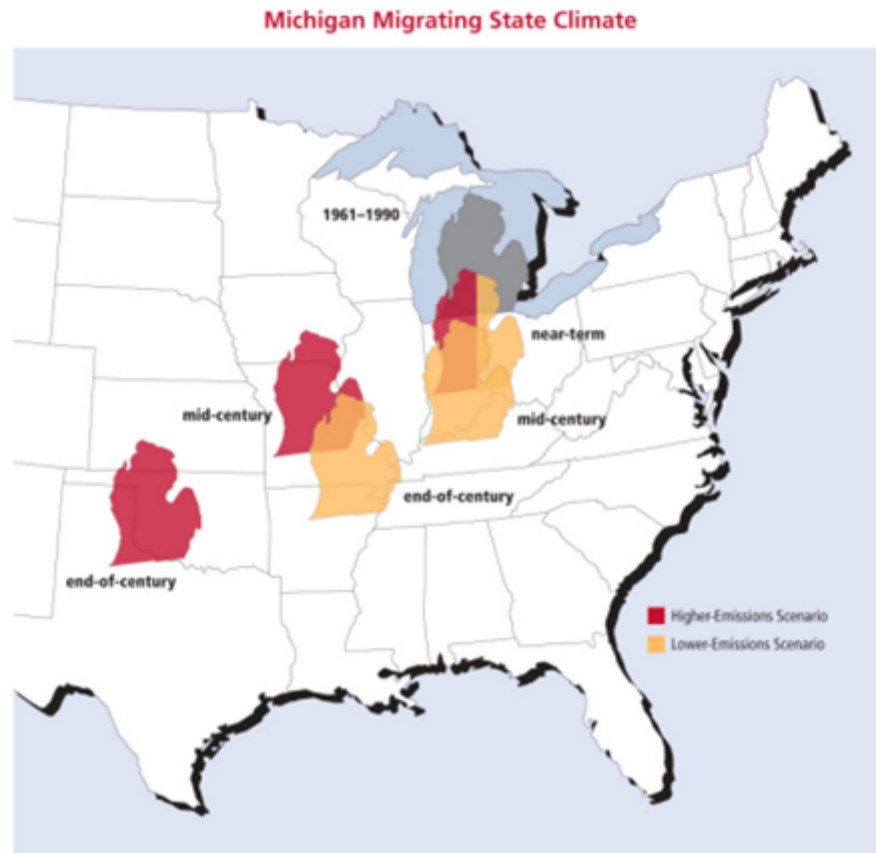 Michigan Migrating State Climate
1961–1990
near-term
mid-century
mid-century
end-of-century
end-of-century
Higher-Emissions Scenario
Lower-Emissions Scenario